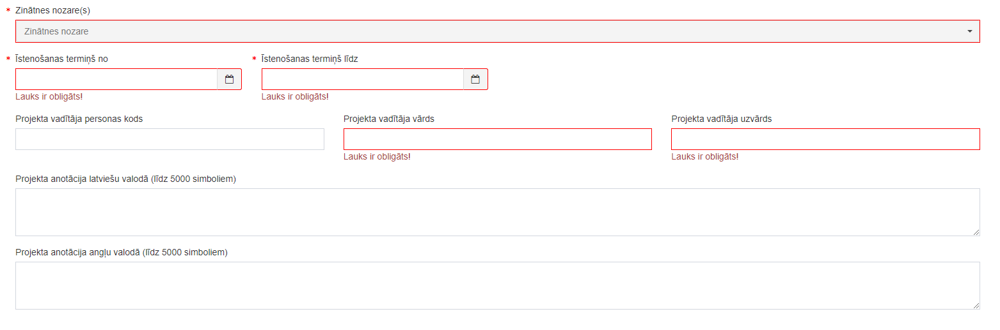 * Zinātnes nozare(s)
Zinātnes nozare
* Īstenošanas termiņš no * Īstenošanas termiņš līdz
Lauks ir obligāts! Lauks ir obligāts!
Projekta vadītāja personas kods Projekta vadītāja vārds Projekta vadītāja uzvārds
Lauks ir obligāts! Lauks ir obligāts!
Projekta anotācija latviešu valodā (līdz 5000 simboliem)
Projekta anotācija angļu valodā (līdz 5000 simboliem)